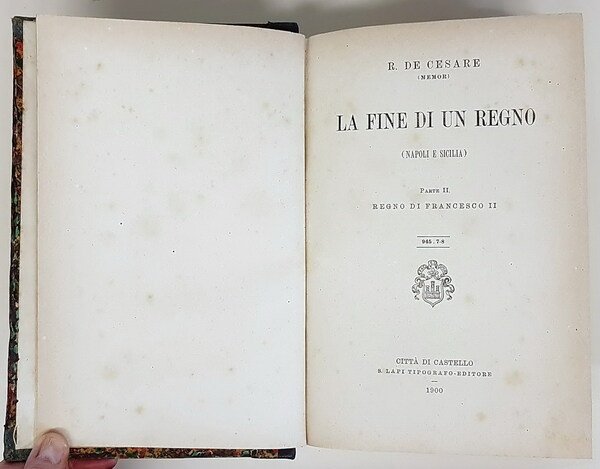 R. DE CESARE
(MEMOR)
LA FINE DI UN REGNO
(NAPOLI E SICILIA)
PARTE II.
REGNO DI FRANCESCO II
945.7-8
CITTÀ DI CASTELLO
S. LAPI TIPOGRAFO-EDITORE
1900